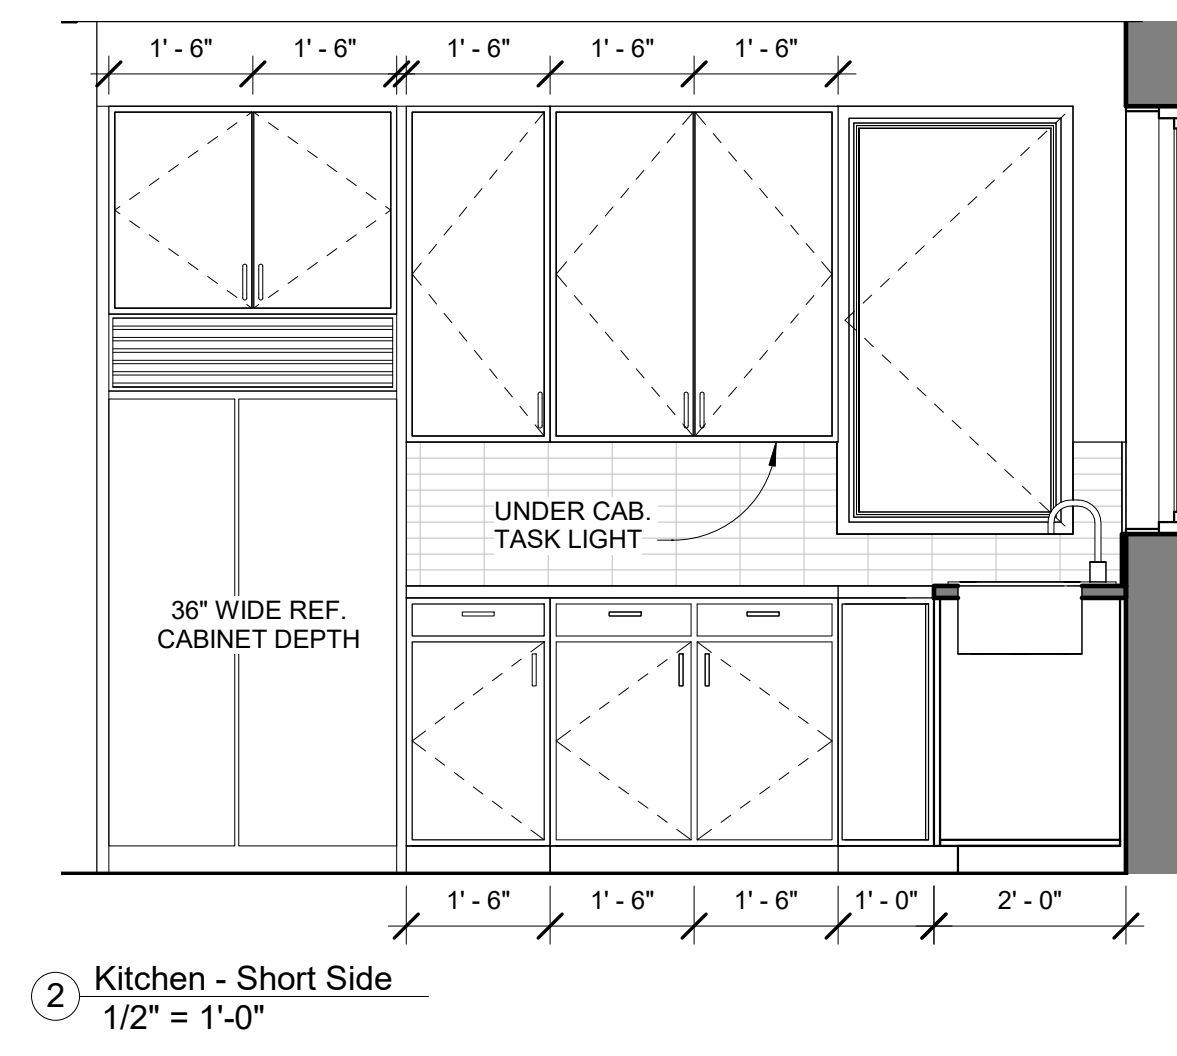 1' - 6" 1' - 6" 1' - 6" 1' - 6" 1' - 6"
UNDER CAB.
TASK LIGHT
36" WIDE REF.
CABINET DEPTH
1' - 6" 1' - 6" 1' - 6" 1' - 0" 2' - 0"
2 Kitchen - Short Side
1/2" = 1'-0"